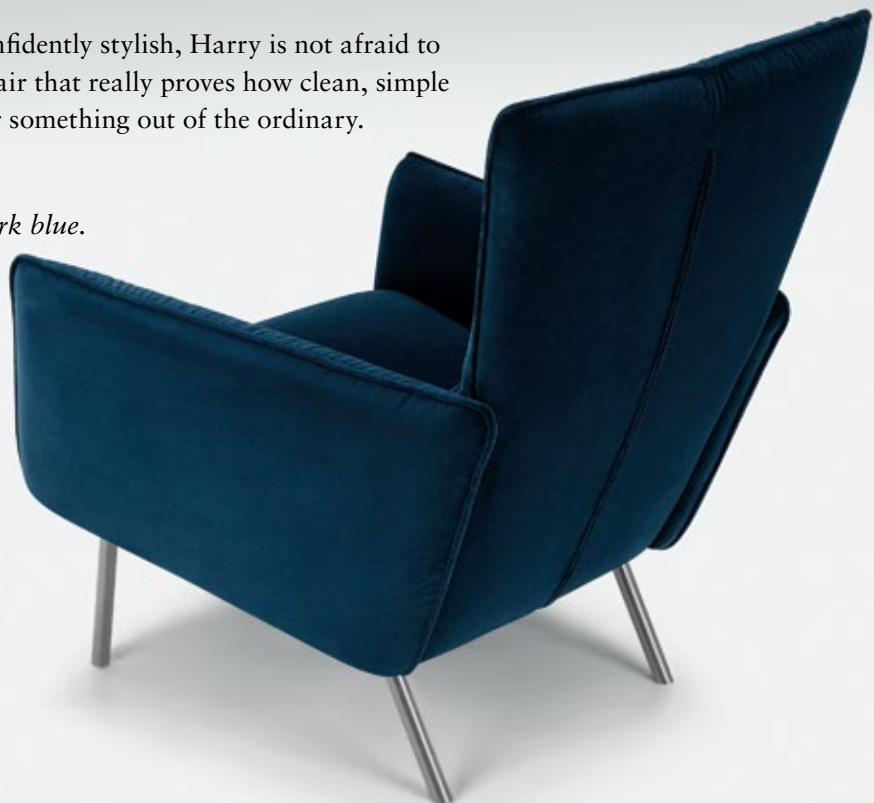 nfidently stylish, Harry is not afraid to
air that really proves how clean, simple
something out of the ordinary.
rk blue.